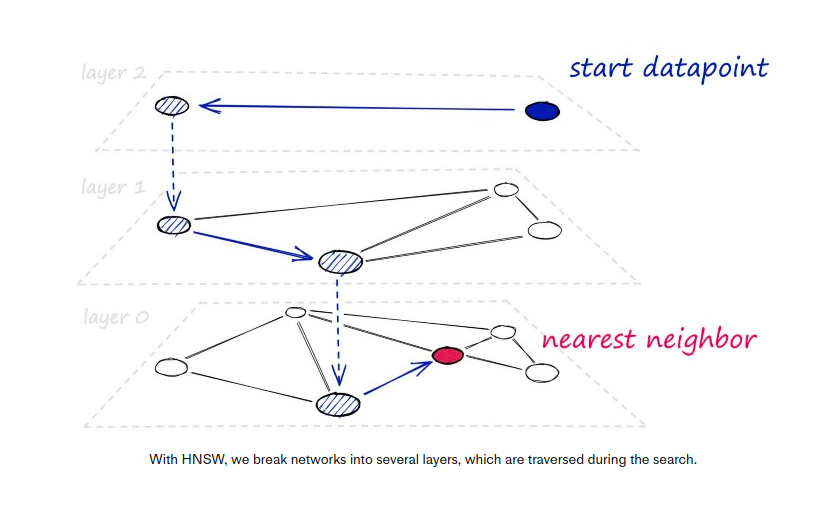 layer 2
start datapoint
layer 1
layer 0
nearest neighbor
With HNSW, we break networks into several layers, which are traversed during the search.